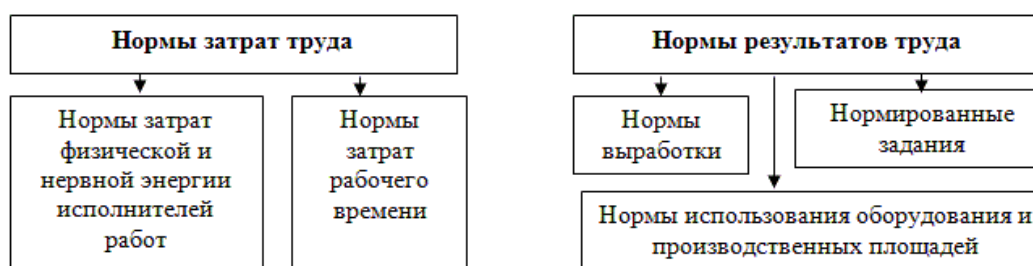 Нормы затрат труда
Нормы затрат
физической и
нервной энергии
исполнителей
работ
Нормы
затрат
рабочего
времени
Нормы результатов труда
Нормы
выработки
Нормированные
задания
Нормы использования оборудования и
производственных площадей